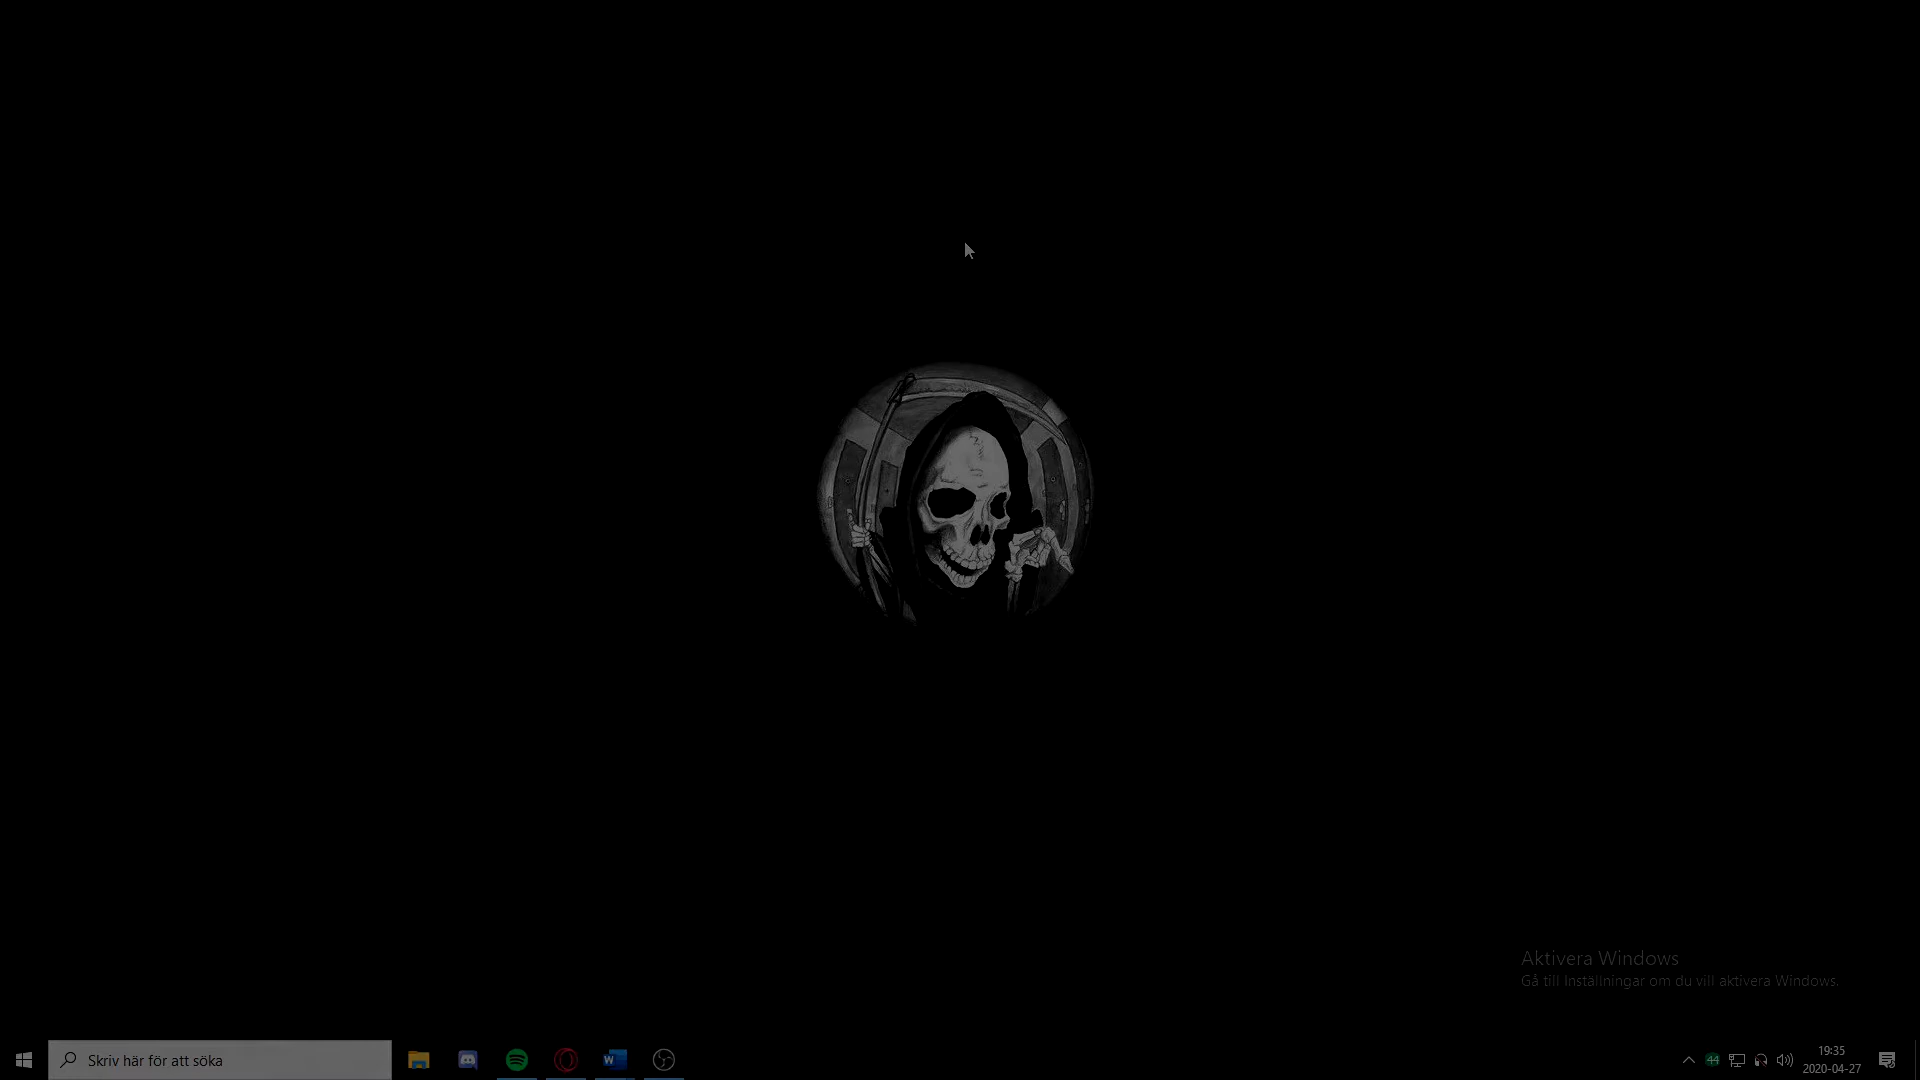 Aktivera Windows
Gå till Inställningar om du vill aktivera Windows.
Skriv här för att söka
W
44
19:35
2020-04-27